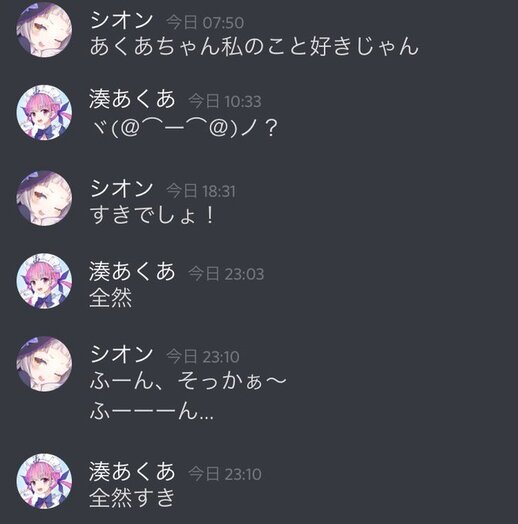 シオン 今日 07:50
あくあちゃん私のこと好きじゃん
湊あくあ 今日 10:33
ヾ(@⌒ー⌒@)ノ？
シオン 今日 18:31
すきでしょ！
湊あくあ 今日 23:03
全然
シオン 今日 23:10
ふーん、そっかぁ〜
ふーーーん...
湊あくあ 今日 23:10
全然すき